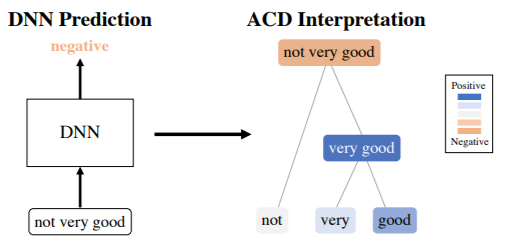 DNN Prediction
negative
DNN
not very good
ACD Interpretation
not very good
very good
not
very
good
Positive
Negative